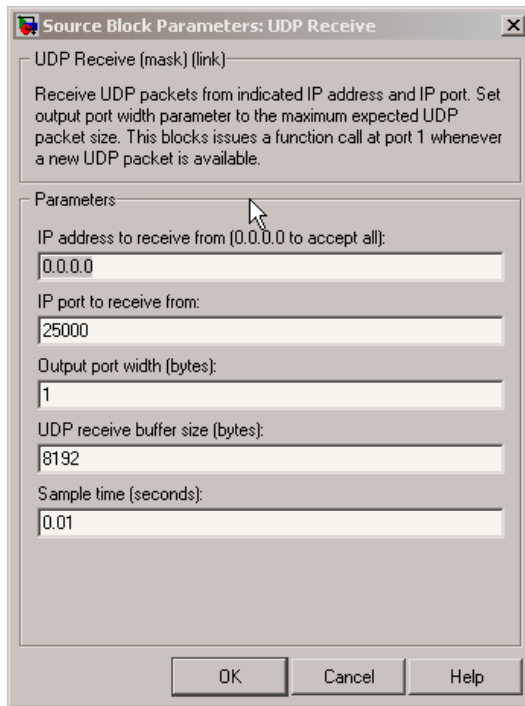 Source Block Parameters: UDP Receive
UDP Receive (mask) (link)
Receive UDP packets from indicated IP address and IP port. Set
output port width parameter to the maximum expected UDP
packet size. This blocks issues a function call at port 1 whenever
a new UDP packet is available.
Parameters
IP address to receive from (0.0.0.0 to accept all):
0.0.0.0
IP port to receive from:
25000
Output port width (bytes):
1
UDP receive buffer size (bytes):
8192
Sample time (seconds):
0.01
OK Cancel Help